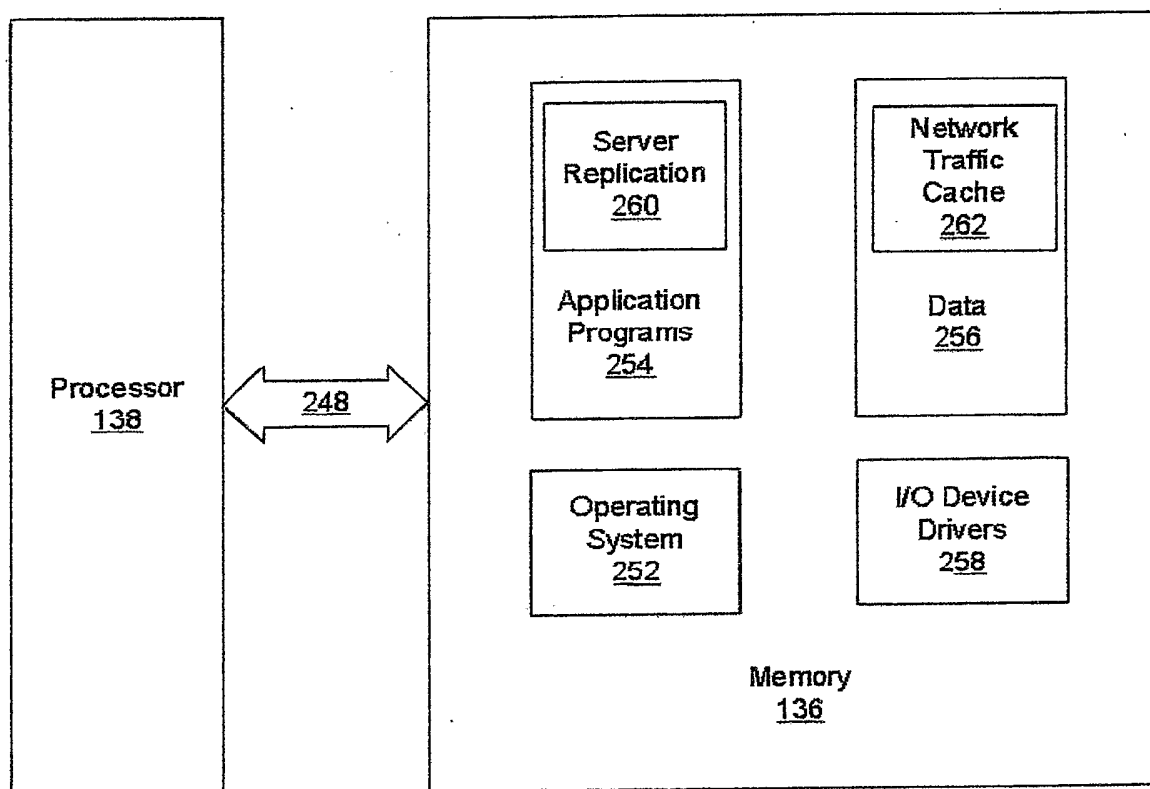 Processor
138
248
Server
Replication
260
Application
Programs
254
Network
Traffic
Cache
262
Data
256
Operating
System
252
I/O Device
Drivers
258
Memory
136